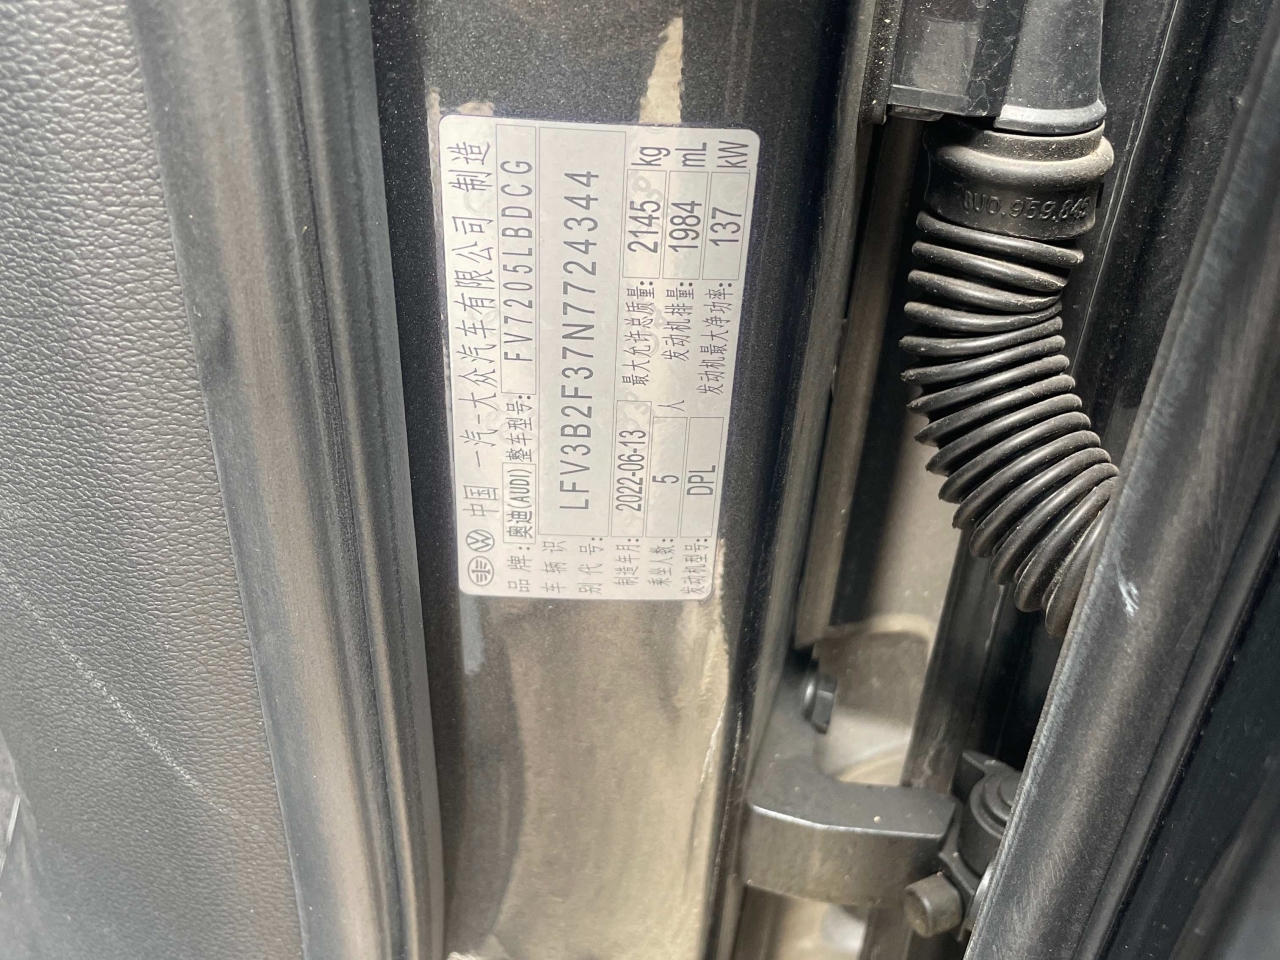 中国 一汽-大众汽车有限公司 制造
品牌: 奥迪(AUDI) 整车型号: FV7205LBDCG
车辆识别代号: LFV3B2F37N7724344
制造年月: 2022-06-13 最大允许总质量: 2145 kg
乘坐人数: 5 人 发动机排量: 1984 mL
发动机型号: DPL 发动机最大净功率: 137 kW